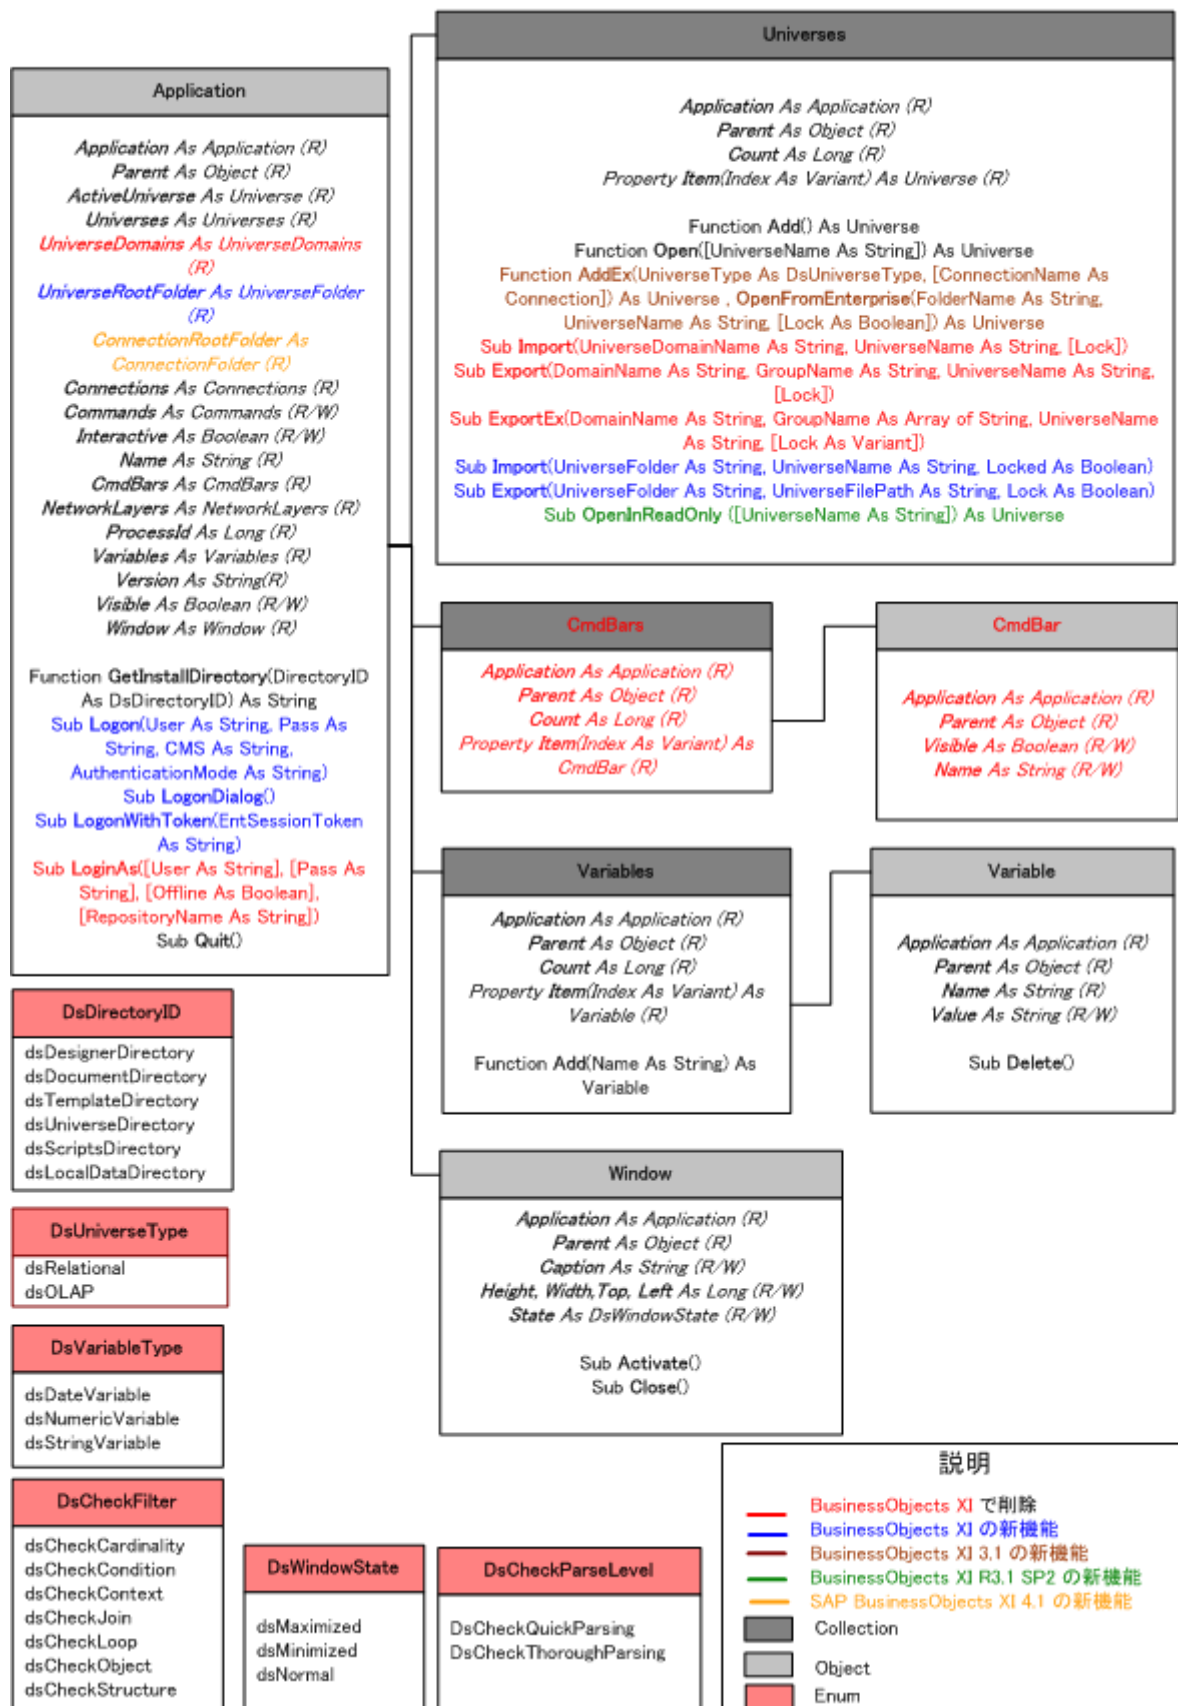 Universes
Application As Application (R)
Parent As Object (R)
Count As Long (R)
Property Item(Index As Variant) As Universe (R)
Function Add() As Universe
Function Open([UniverseName As String]) As Universe
Function AddEx(UniverseType As DsUniverseType, [ConnectionName As
Connection]) As Universe , OpenFromEnterprise(FolderName As String,
UniverseName As String, [Lock As Boolean]) As Universe
Sub Import(UniverseDomainName As String, UniverseName As String, [Lock])
Sub Export(DomainName As String, GroupName As String, UniverseName As String,
[Lock])
Sub ExportEx(DomainName As String, GroupName As Array of String, UniverseName
As String, [Lock As Variant])
Sub Import(UniverseFolder As String, UniverseName As String, Locked As Boolean)
Sub Export(UniverseFolder As String, UniverseFilePath As String, Lock As Boolean)
Sub OpenInReadOnly ([UniverseName As String]) As Universe
Application
Application As Application (R)
Parent As Object (R)
ActiveUniverse As Universe (R)
Universes As Universes (R)
UniverseDomains As UniverseDomains
(R)
UniverseRootFolder As UniverseFolder
(R)
ConnectionRootFolder As
ConnectionFolder (R)
Connections As Connections (R)
Commands As Commands (R/W)
Interactive As Boolean (R/W)
Name As String (R)
CmdBars As CmdBars (R)
NetworkLayers As NetworkLayers (R)
ProcessId As Long (R)
Variables As Variables (R)
Version As String(R)
Visible As Boolean (R/W)
Window As Window (R)
Function GetInstallDirectory(DirectoryID
As DsDirectoryID) As String
Sub Logon(User As String, Pass As
String, CMS As String,
AuthenticationMode As String)
Sub LogonDialog()
Sub LogonWithToken(EntSessionToken
As String)
Sub LoginAs([User As String], [Pass As
String], [Offline As Boolean],
[RepositoryName As String])
Sub Quit()
CmdBars
Application As Application (R)
Parent As Object (R)
Count As Long (R)
Property Item(Index As Variant) As
CmdBar (R)
CmdBar
Application As Application (R)
Parent As Object (R)
Visible As Boolean (R/W)
Name As String (R/W)
Variables
Application As Application (R)
Parent As Object (R)
Count As Long (R)
Property Item(Index As Variant) As
Variable (R)
Function Add(Name As String) As
Variable
Variable
Application As Application (R)
Parent As Object (R)
Name As String (R)
Value As String (R/W)
Sub Delete()
Window
Application As Application (R)
Parent As Object (R)
Caption As String (R/W)
Height, Width,Top, Left As Long (R/W)
State As DsWindowState (R/W)
Sub Activate()
Sub Close()
DsDirectoryID
dsDesignerDirectory
dsDocumentDirectory
dsTemplateDirectory
dsUniverseDirectory
dsScriptsDirectory
dsLocalDataDirectory
DsUniverseType
dsRelational
dsOLAP
DsVariableType
dsDateVariable
dsNumericVariable
dsStringVariable
DsCheckFilter
dsCheckCardinality
dsCheckCondition
dsCheckContext
dsCheckJoin
dsCheckLoop
dsCheckObject
dsCheckStructure
DsWindowState
dsMaximized
dsMinimized
dsNormal
DsCheckParseLevel
DsCheckQuickParsing
DsCheckThoroughParsing
説明
BusinessObjects XI で削除
BusinessObjects XI の新機能
BusinessObjects XI 3.1 の新機能
BusinessObjects XI R3.1 SP2 の新機能
SAP BusinessObjects XI 4.1 の新機能
Collection
Object
Enum